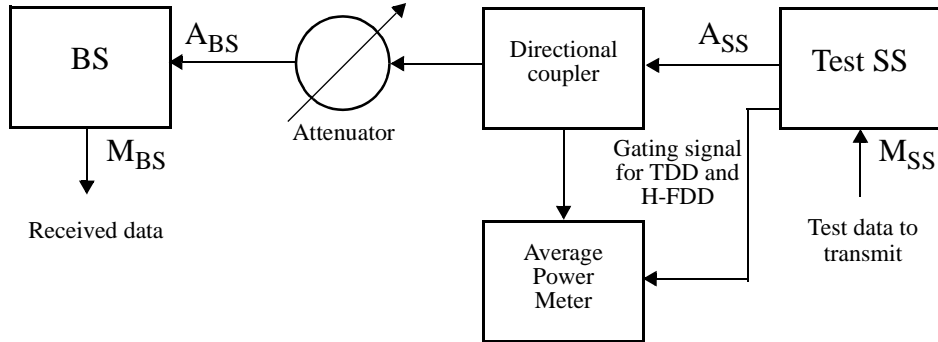 BS
A_BS
Attenuator
Directional
coupler
A_SS
Test SS
M_BS
Received data
Gating signal
for TDD and
H-FDD
M_SS
Test data to
transmit
Average
Power
Meter